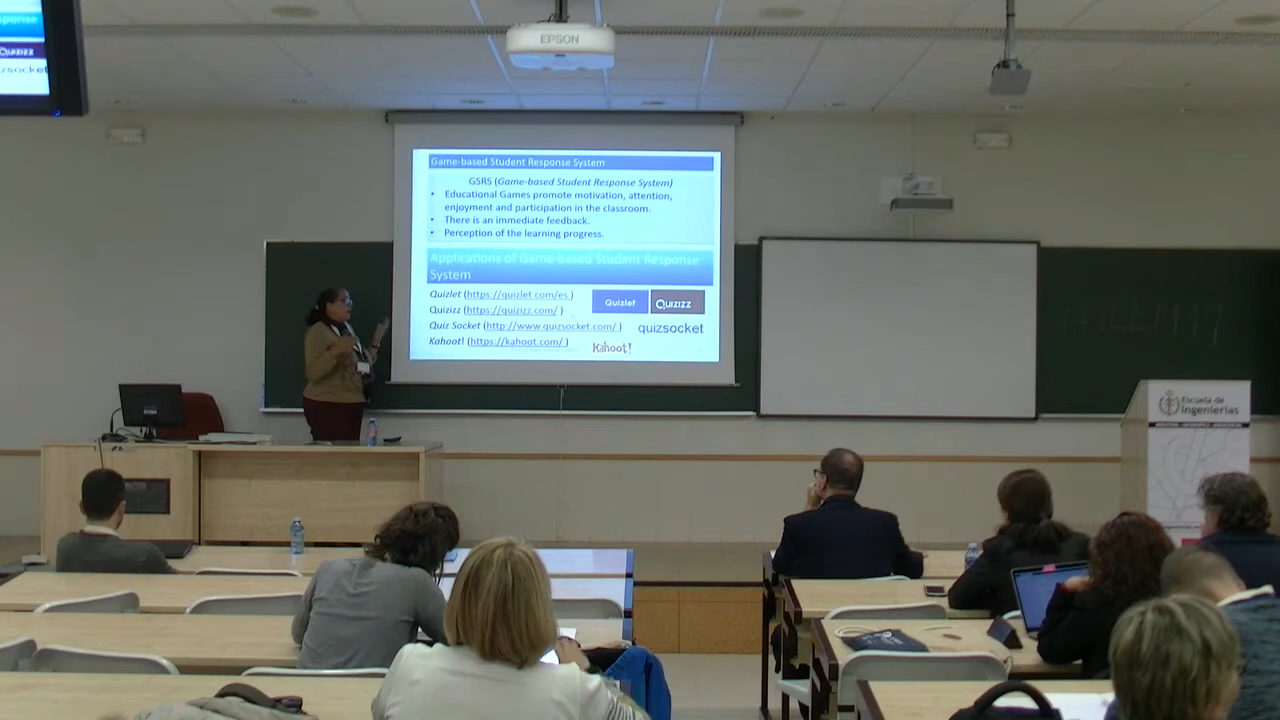 Quizizz
EPSON
Game-based Student Response System
GSRS (Game-based Student Response System)
• Educational Games promote motivation, attention,
enjoyment and participation in the classroom.
• There is an immediate feedback.
• Perception of the learning progress.
Applications of Game-based Student Response
System
Quizlet (https://quizlet.com/es )
Quizizz (https://quizizz.com/ )
Quiz Socket (http://www.quizsocket.com/ )
Kahoot! (https://kahoot.com/ )
Quizlet
Quizizz
quizsocket
Kahoot!
Escuela de
Ingenierías